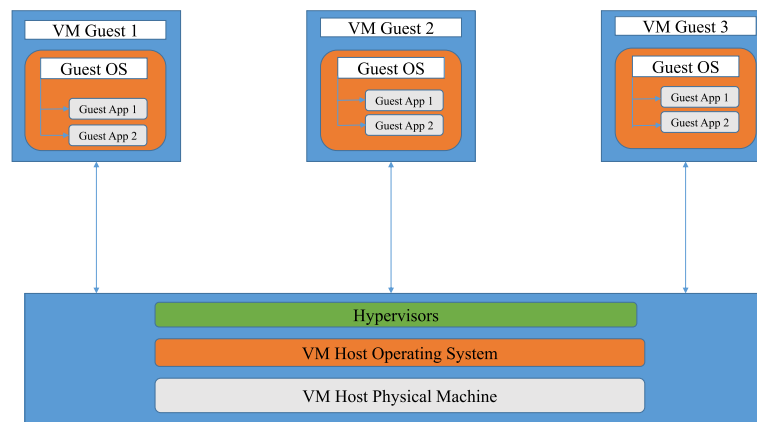 VM Guest 1
Guest OS
Guest App 1
Guest App 2
VM Guest 2
Guest OS
Guest App 1
Guest App 2
VM Guest 3
Guest OS
Guest App 1
Guest App 2
Hypervisors
VM Host Operating System
VM Host Physical Machine